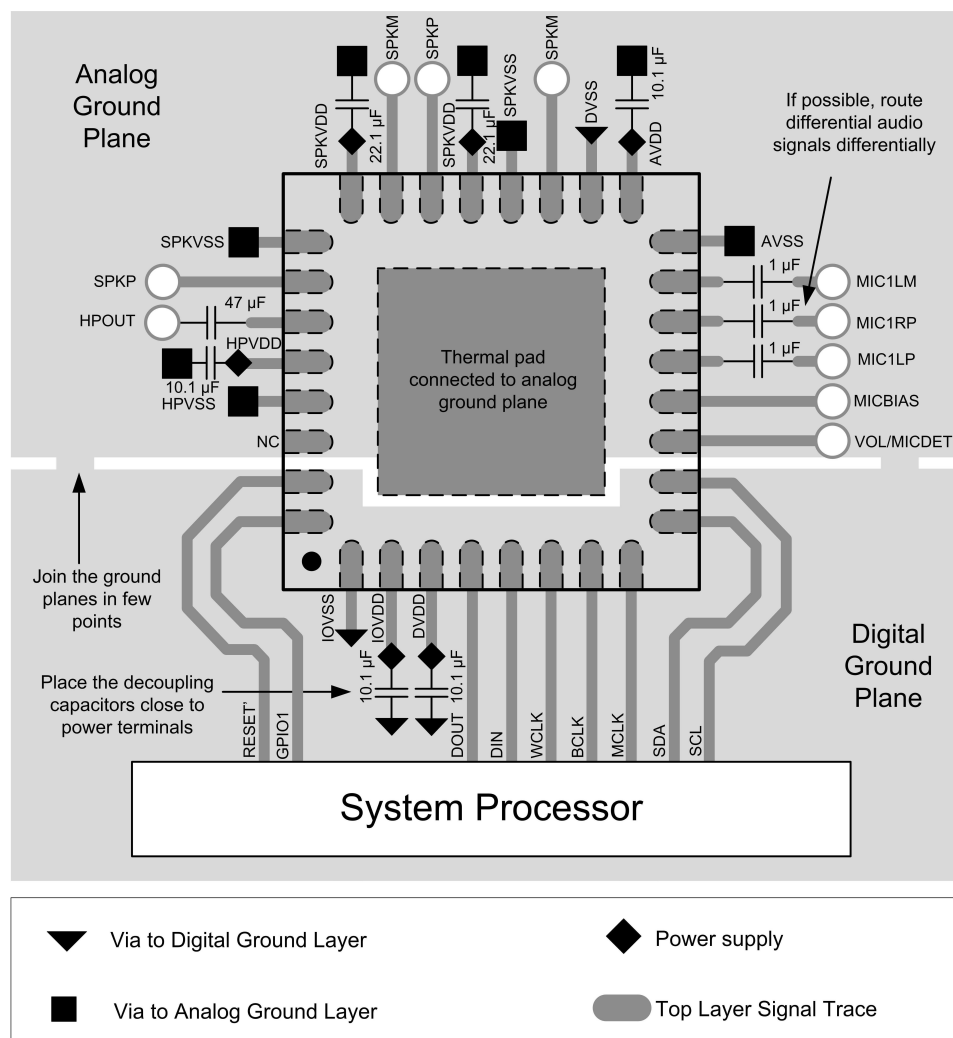 Analog
Ground
Plane
SPKVDD
22.1 µF
SPKM
SPKP
SPKVDD
22.1 µF
SPKVSS
SPKM
DVSS
AVDD
10.1 µF
If possible, route
differential audio
signals differentially
SPKVSS
SPKP
HPOUT
47 µF
HPVDD
10.1 µF
HPVSS
NC
AVSS
1 µF
MIC1LM
1 µF
MIC1RP
1 µF
MIC1LP
MICBIAS
VOL/MICDET
Thermal pad
connected to analog
ground plane
Join the ground
planes in few
points
Place the decoupling
capacitors close to
power terminals
IOVSS
IOVDD
DVDD
10.1 µF
10.1 µF
Digital
Ground
Plane
RESET'
GPIO1
DOUT
DIN
WCLK
BCLK
MCLK
SDA
SCL
System Processor
Via to Digital Ground Layer
Power supply
Via to Analog Ground Layer
Top Layer Signal Trace